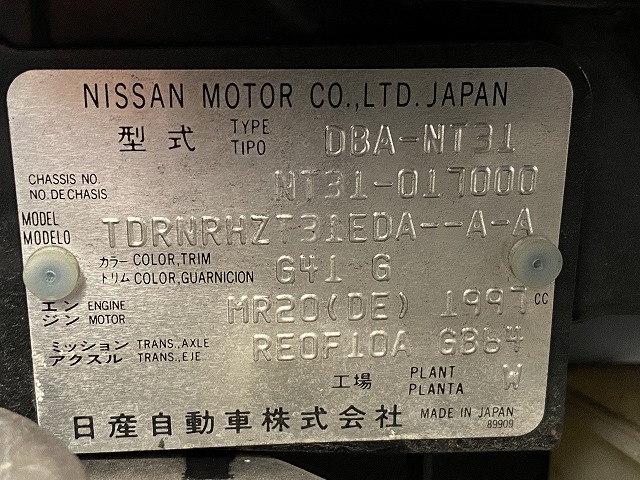 NISSAN MOTOR CO.,LTD. JAPAN
型式 TYPE TIPO DBA-NT31
CHASSIS NO. NO. DE CHASIS NT31-017000
MODEL MODELO TDRNRHZT31EDA--A-A
カラー トリム COLOR,TRIM COLOR,GUARNICION G41 G
エンジン ENGINE MOTOR MR20(DE) 1997 CC
ミッション アクスル TRANS.,AXLE TRANS.,EJE RE0F10A GB64
工場 PLANT PLANTA W
日産自動車株式会社 MADE IN JAPAN
89909